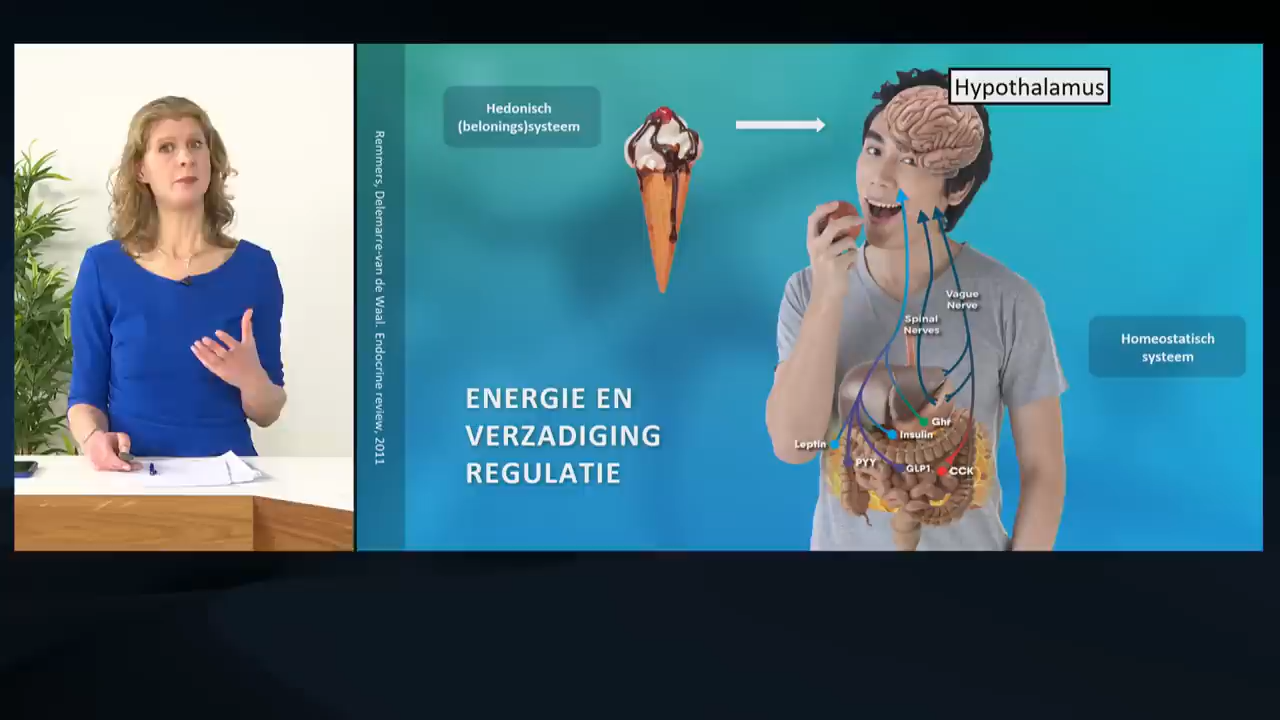 Remmers, Delemarre-van de Waal. Endocrine review, 2011
Hedonisch
(belonings)systeem
Hypothalamus
Vague
Nerve
Spinal
Nerves
Homeostatisch
systeem
ENERGIE EN
VERZADIGING
REGULATIE
Ghr
Insulin
Leptin
PYY
GLP1
CCK